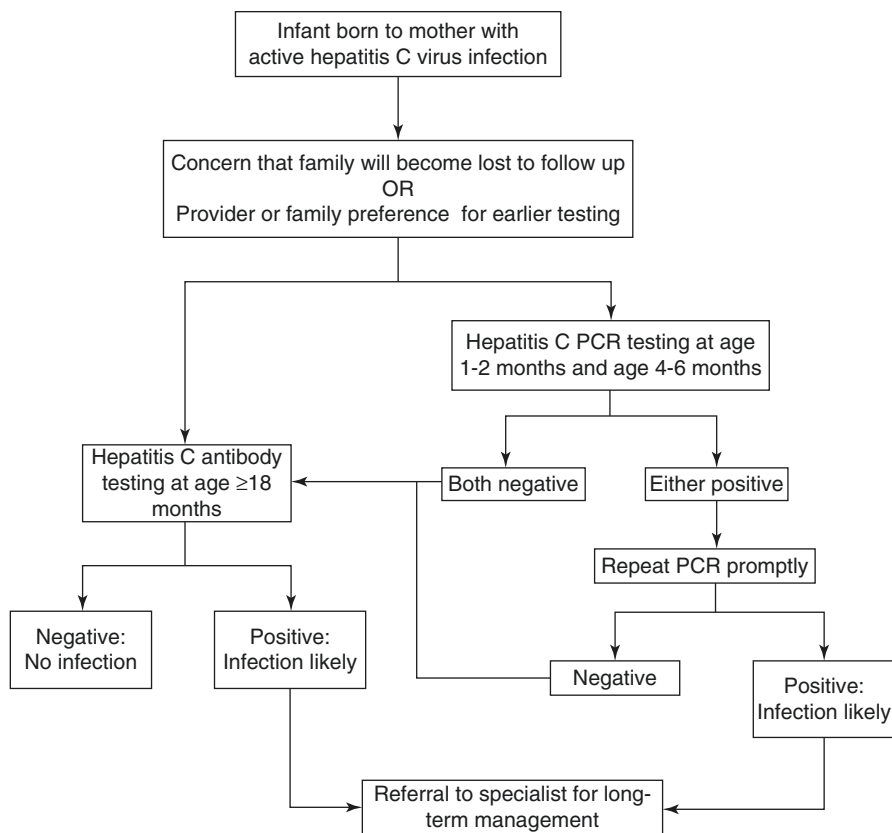 Infant born to mother with
active hepatitis C virus infection
Concern that family will become lost to follow up
OR
Provider or family preference for earlier testing
Hepatitis C PCR testing at age
1-2 months and age 4-6 months
Hepatitis C antibody
testing at age ≥18
months
Both negative
Either positive
Repeat PCR promptly
Negative:
No infection
Positive:
Infection likely
Negative
Positive:
Infection likely
Referral to specialist for long-
term management